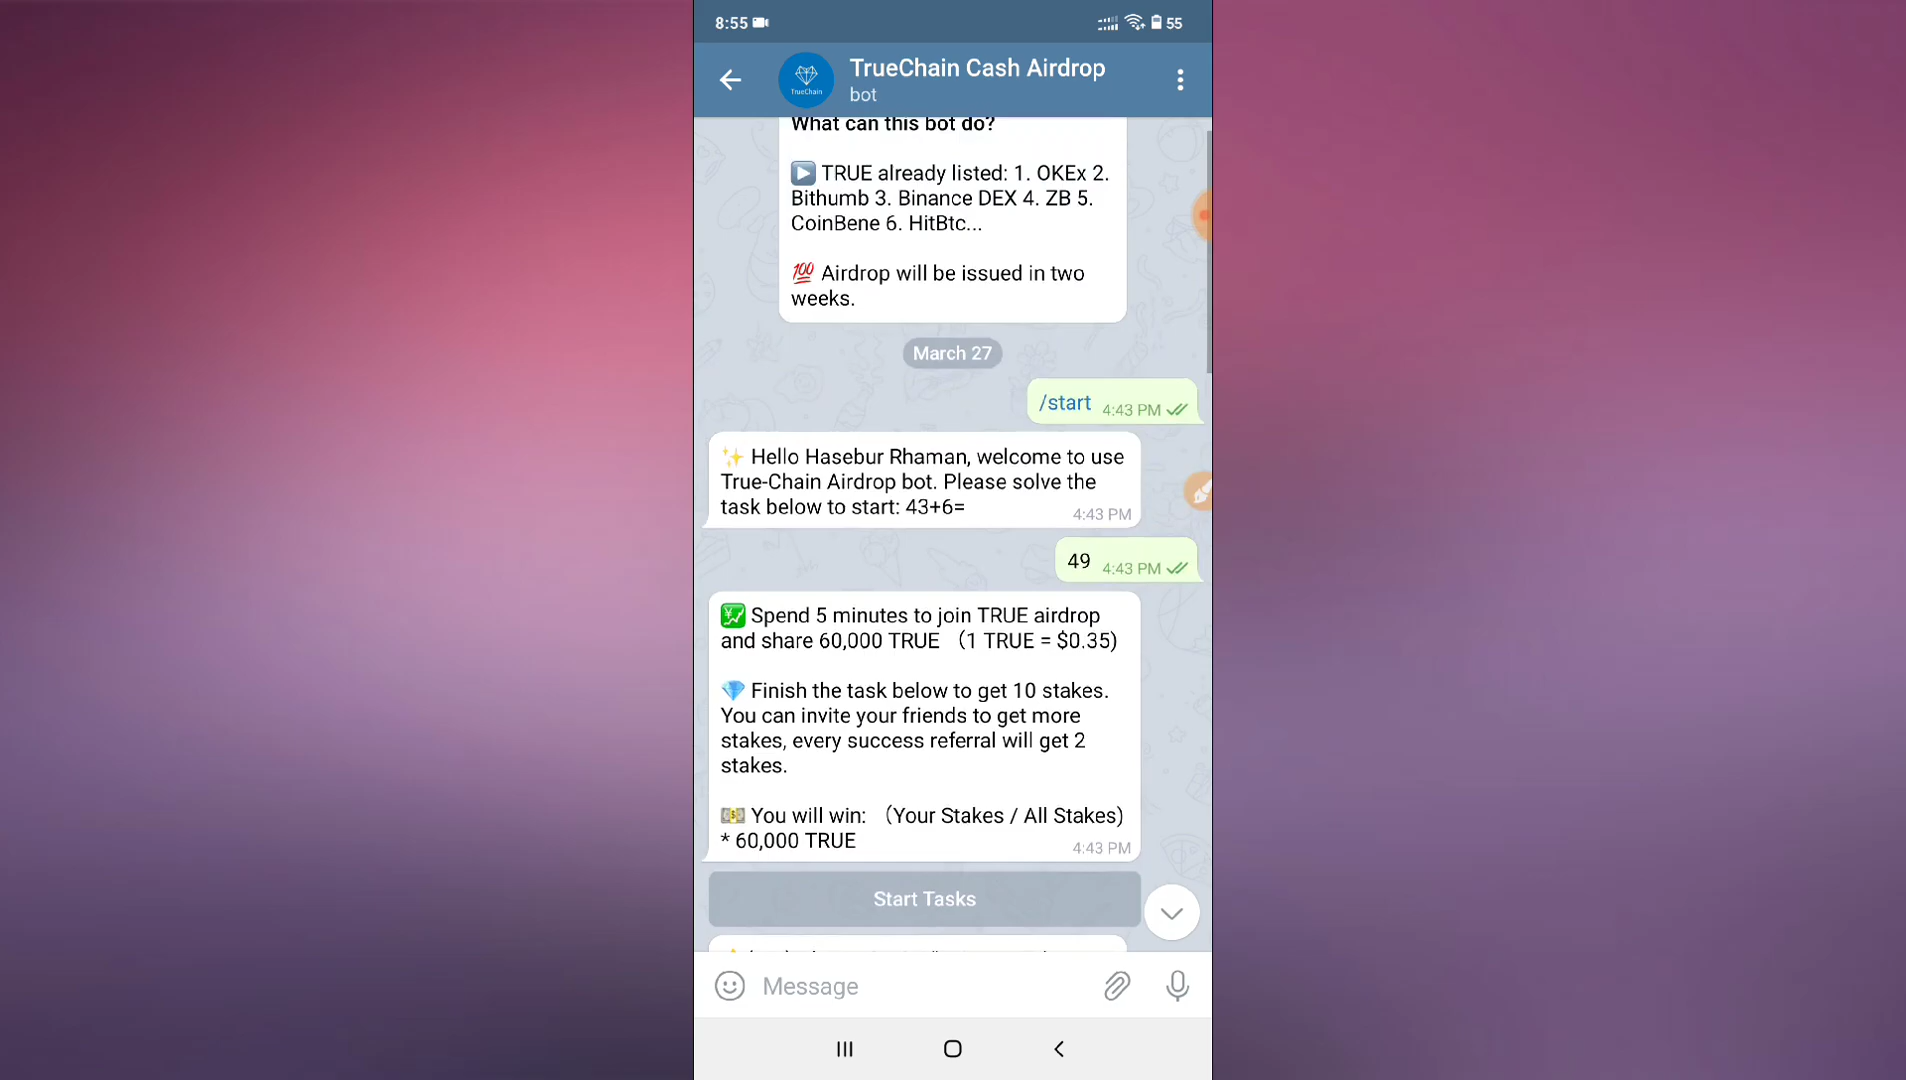 8:55
55
TrueChain Cash Airdrop
TrueChain
bot
What can this bot do?
▶️ TRUE already listed: 1. OKEx 2.
Bithumb 3. Binance DEX 4. ZB 5.
CoinBene 6. HitBtc...
💯 Airdrop will be issued in two
weeks.
March 27
/start 4:43 PM
✨ Hello Hasebur Rhaman, welcome to use
True-Chain Airdrop bot. Please solve the
task below to start: 43+6=
4:43 PM
49 4:43 PM
💹 Spend 5 minutes to join TRUE airdrop
and share 60,000 TRUE （1 TRUE = $0.35)
💎 Finish the task below to get 10 stakes.
You can invite your friends to get more
stakes, every success referral will get 2
stakes.
💵 You will win: （Your Stakes / All Stakes)
* 60,000 TRUE
4:43 PM
Start Tasks
Message